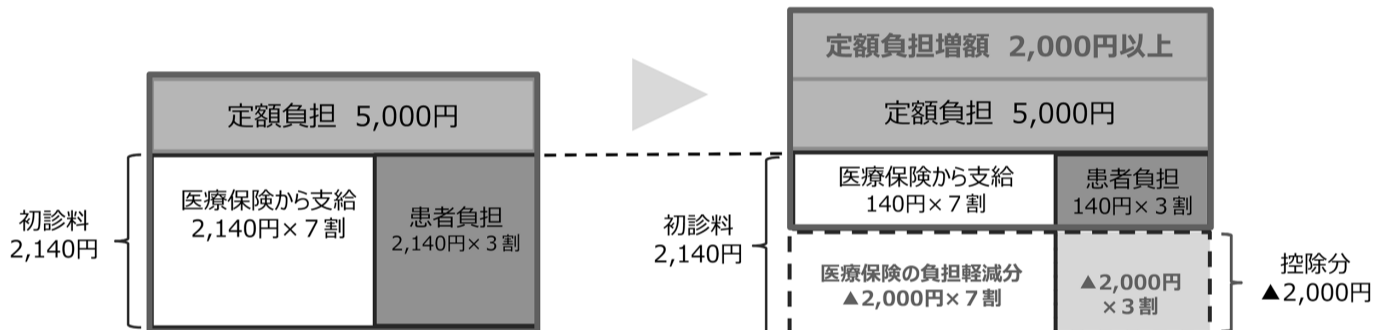 定額負担 5,000円
初診料
2,140円
医療保険から支給
2,140円×7割
患者負担
2,140円×3割
定額負担増額 2,000円以上
定額負担 5,000円
初診料
2,140円
医療保険から支給
140円×7割
患者負担
140円×3割
医療保険の負担軽減分
▲2,000円×7割
▲2,000円
×3割
控除分
▲2,000円